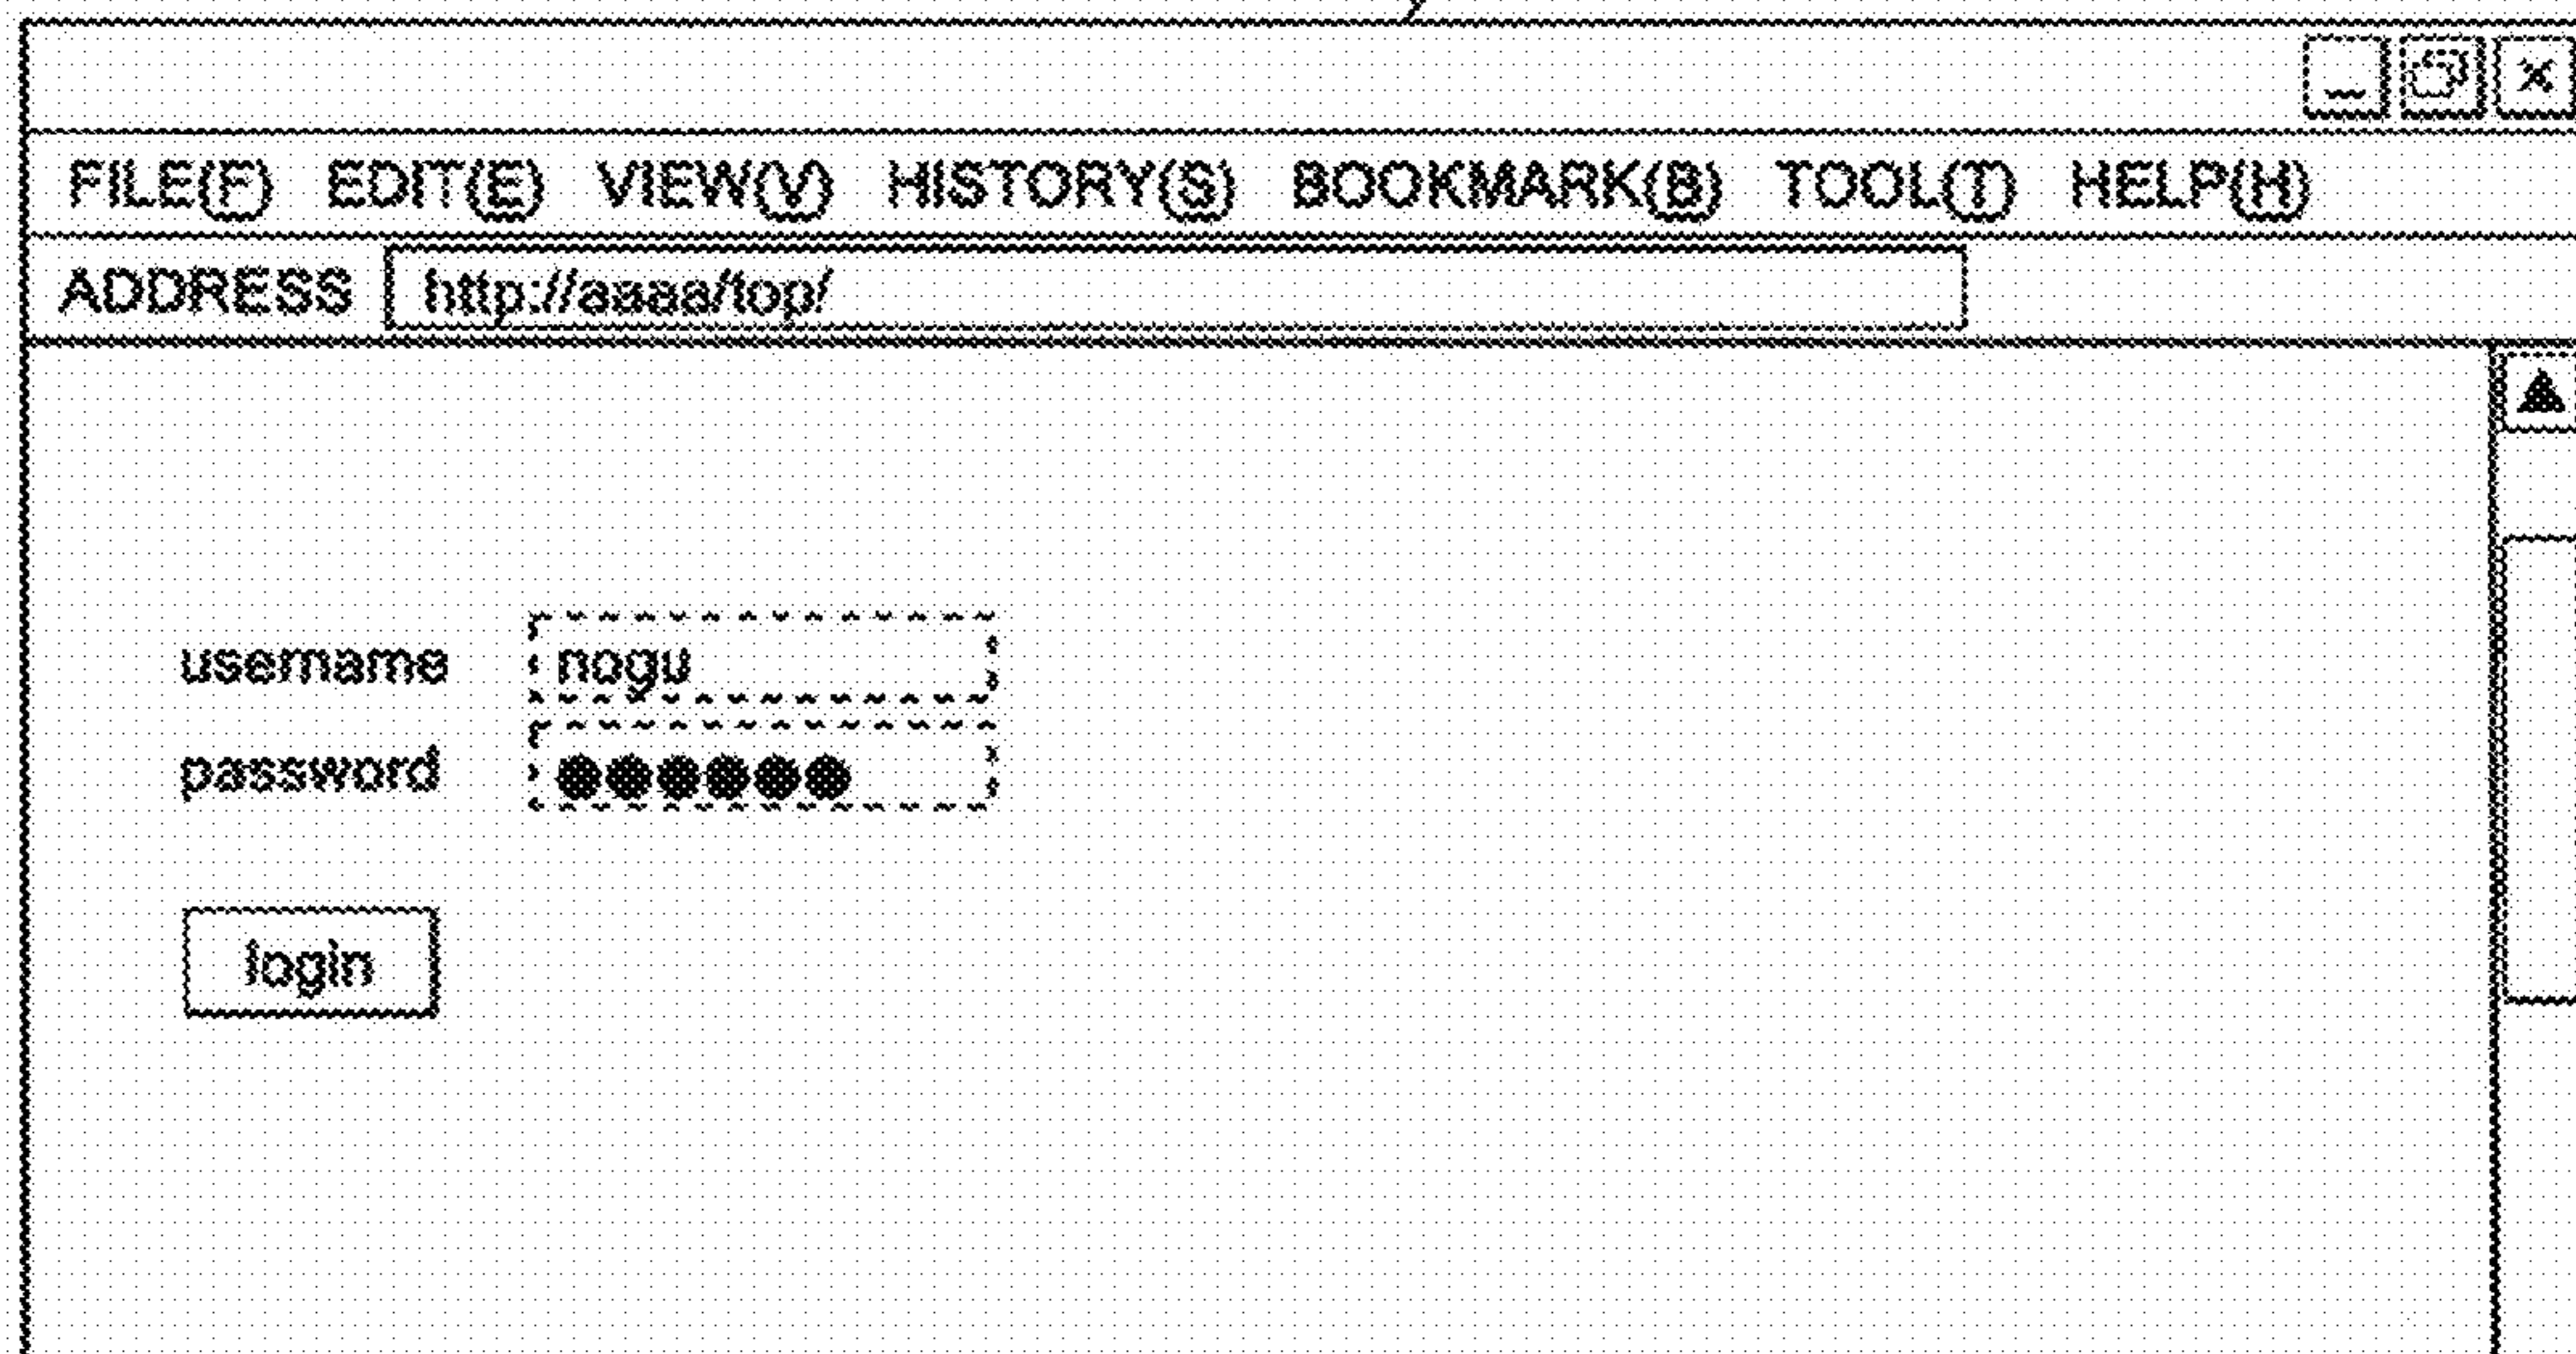 FILE(F) EDIT(E) VIEW(V) HISTORY(S) BOOKMARK(B) TOOL(T) HELP(H)
ADDRESS http://aaaa/top/
username nogu
password ●●●●●●
login